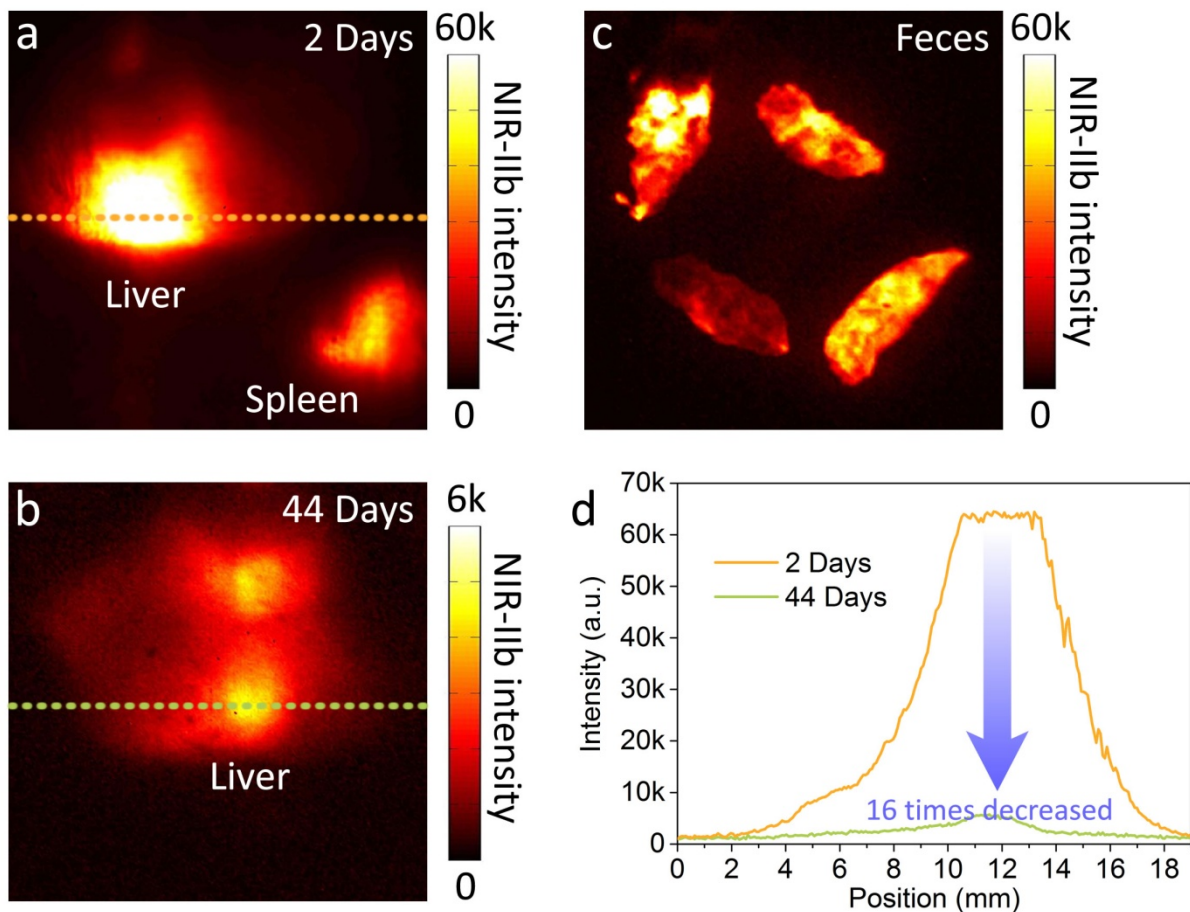 a
2 Days
60k
NIR-IIb intensity
0
Liver
Spleen
c
Feces
60k
NIR-IIb intensity
0
b
44 Days
6k
NIR-IIb intensity
0
Liver
d
70k
60k
50k
40k
30k
20k
10k
0
Intensity (a.u.)
2 Days
44 Days
16 times decreased
0 2 4 6 8 10 12 14 16 18
Position (mm)